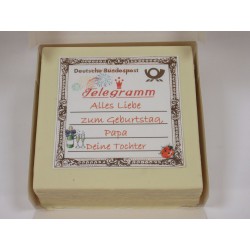 Deutsche Bundespost
Telegramm
Alles Liebe
zum Geburtstag,
Papa
Deine Tochter